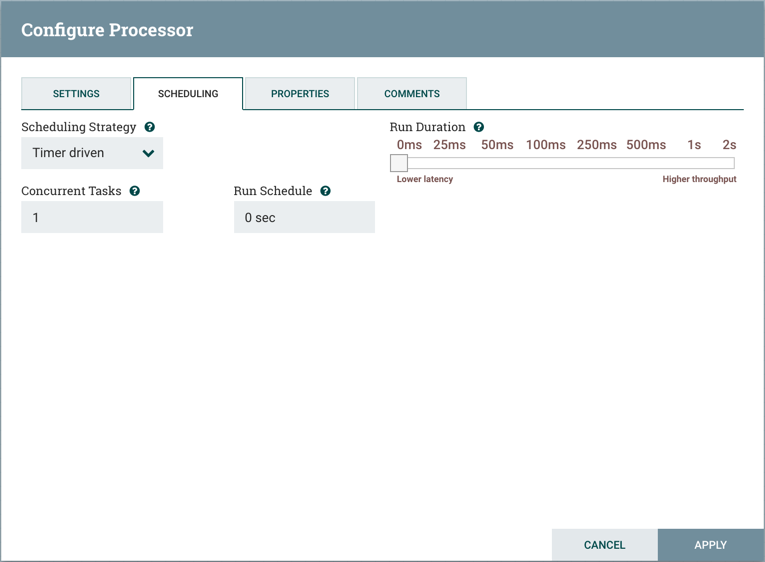 Configure Processor
SETTINGS
SCHEDULING
PROPERTIES
COMMENTS
Scheduling Strategy
Timer driven
Concurrent Tasks
1
Run Schedule
0 sec
Run Duration
0ms 25ms 50ms 100ms 250ms 500ms 1s 2s
Lower latency
Higher throughput
CANCEL
APPLY